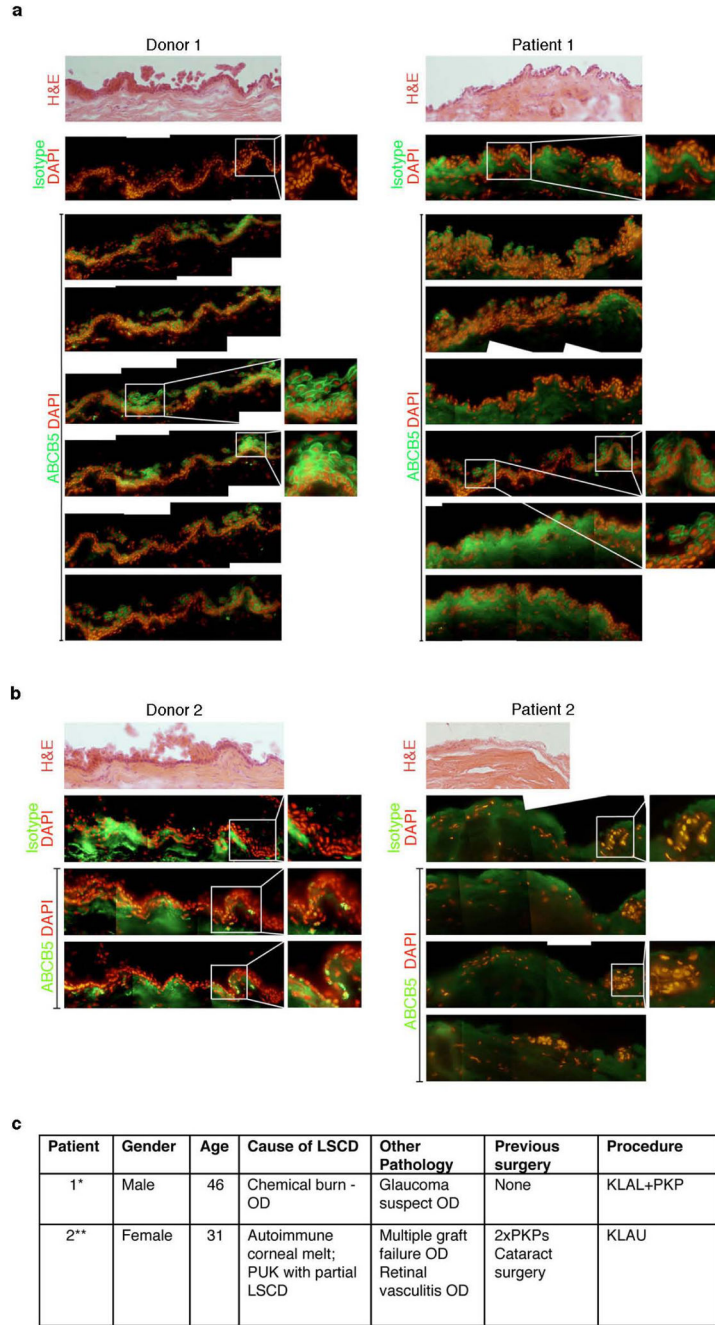 a
Donor 1
Patient 1
H&E
H&E
Isotype
DAPI
Isotype
DAPI
ABCB5 DAPI
ABCB5 DAPI
b
Donor 2
Patient 2
H&E
H&E
Isotype
DAPI
Isotype
DAPI
ABCB5 DAPI
ABCB5 DAPI
c
Patient Gender Age Cause of LSCD Other Pathology Previous surgery Procedure
1* Male 46 Chemical burn - OD Glaucoma suspect OD None KLAL+PKP
2** Female 31 Autoimmune corneal melt; PUK with partial LSCD Multiple graft failure OD Retinal vasculitis OD 2xPKPs Cataract surgery KLAU